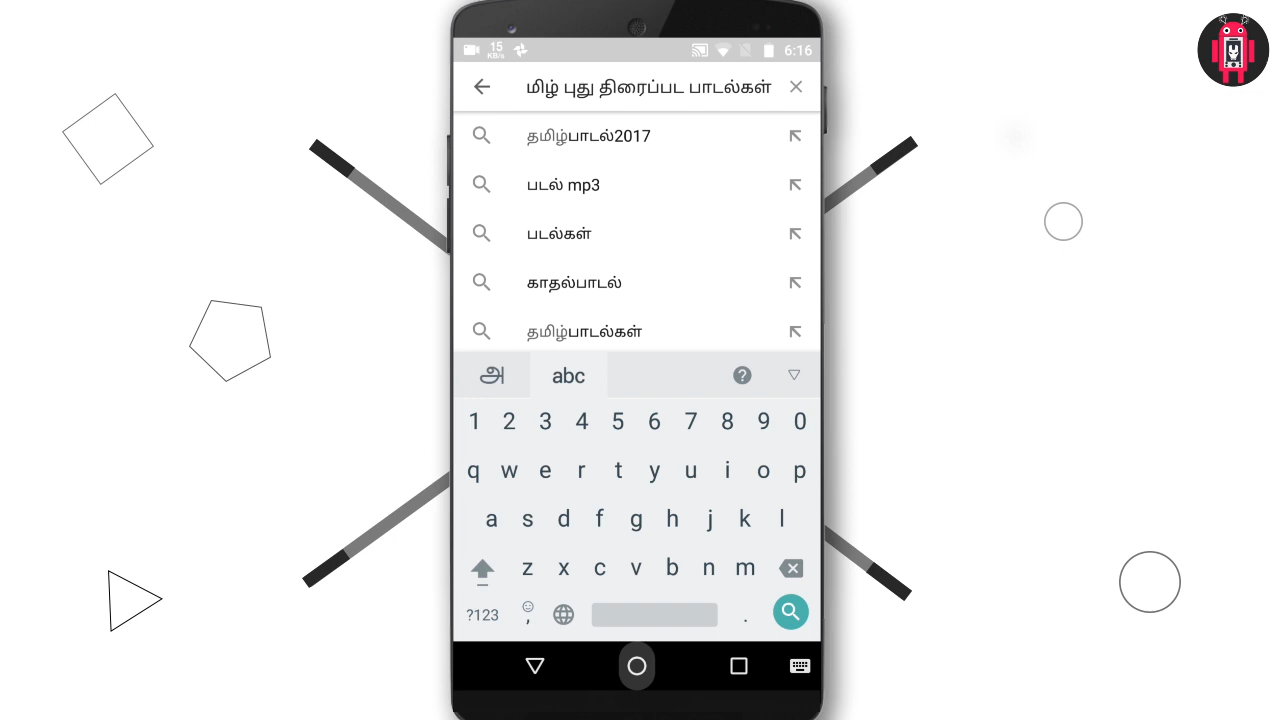 15
KB/s
6:16
மிழ் புது திரைப்பட பாடல்கள்
தமிழ்பாடல்2017
படல் mp3
படல்கள்
காதல்பாடல்
தமிழ்பாடல்கள்
அ abc ?
1 2 3 4 5 6 7 8 9 0
q w e r t y u i o p
a s d f g h j k l
z x c v b n m
?123 , .